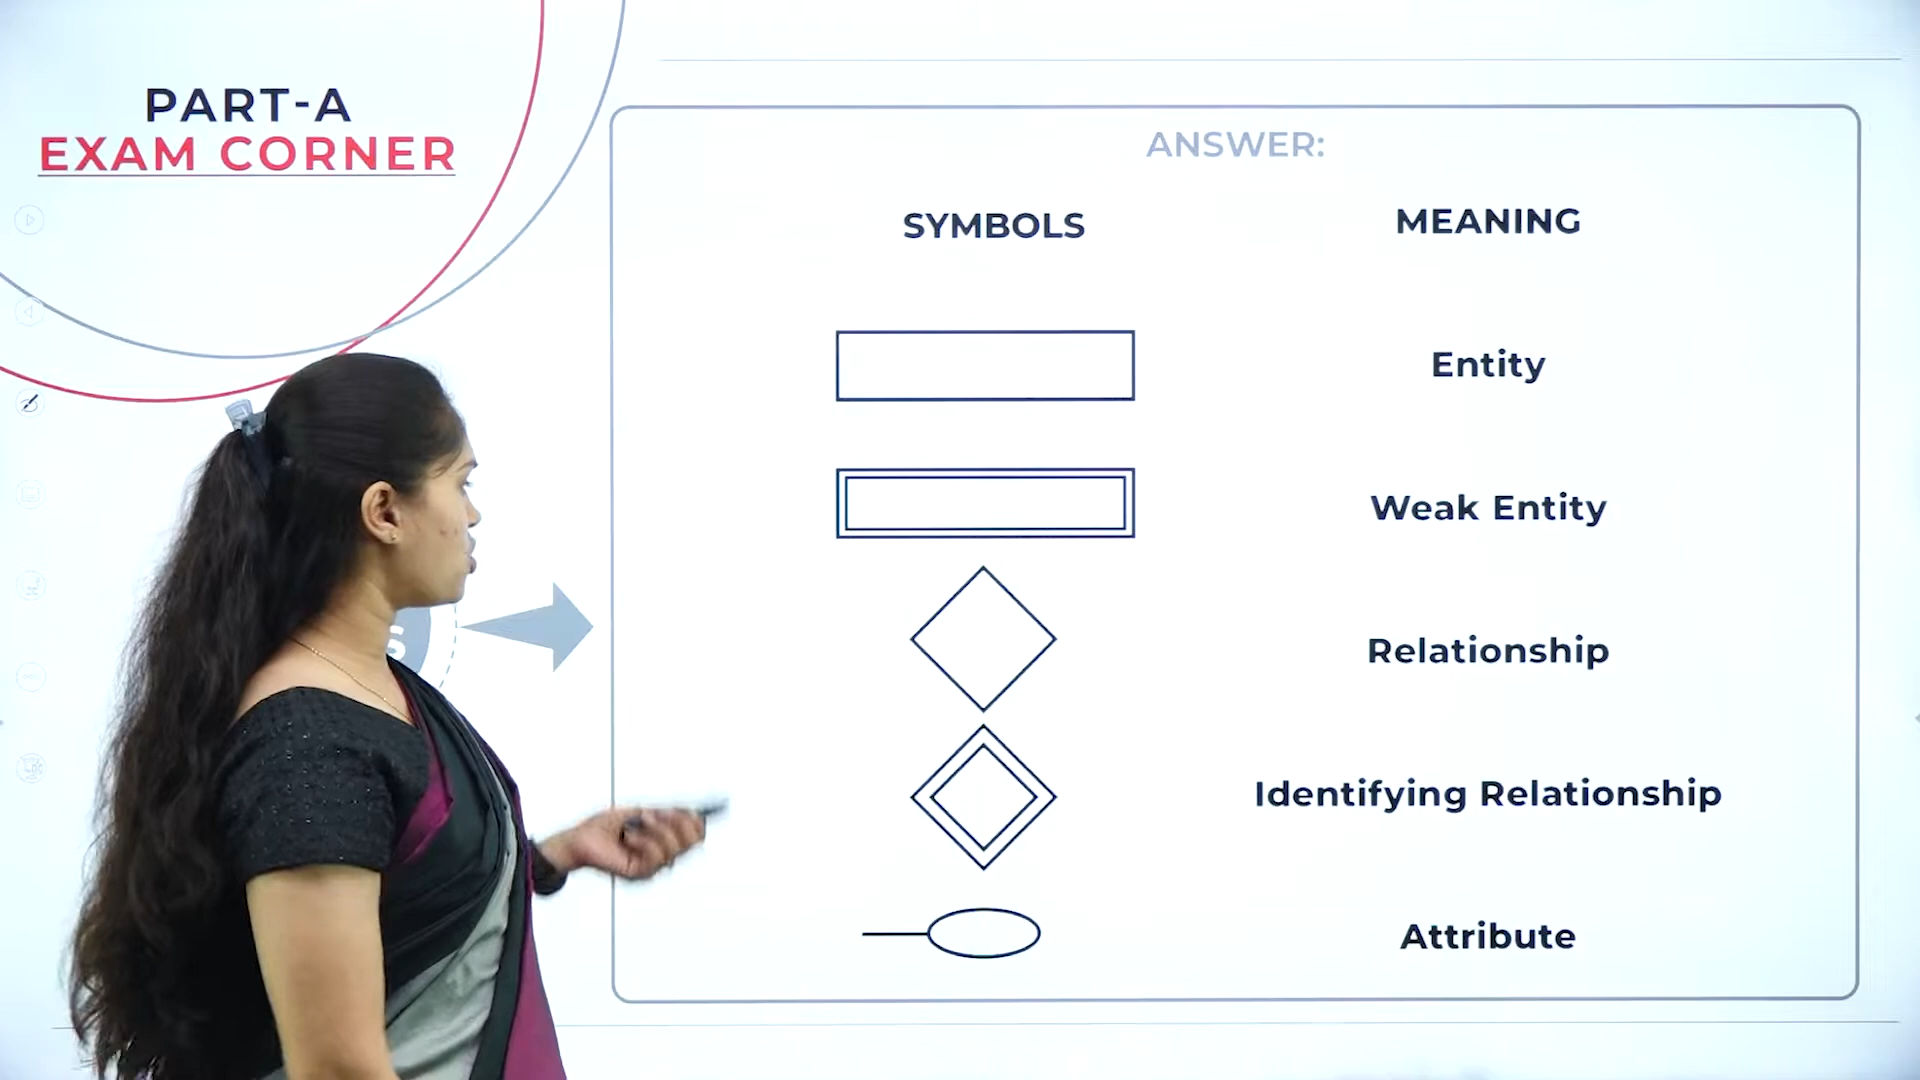 PART-A
EXAM CORNER
ANSWER:
SYMBOLS
MEANING
Entity
Weak Entity
Relationship
Identifying Relationship
Attribute